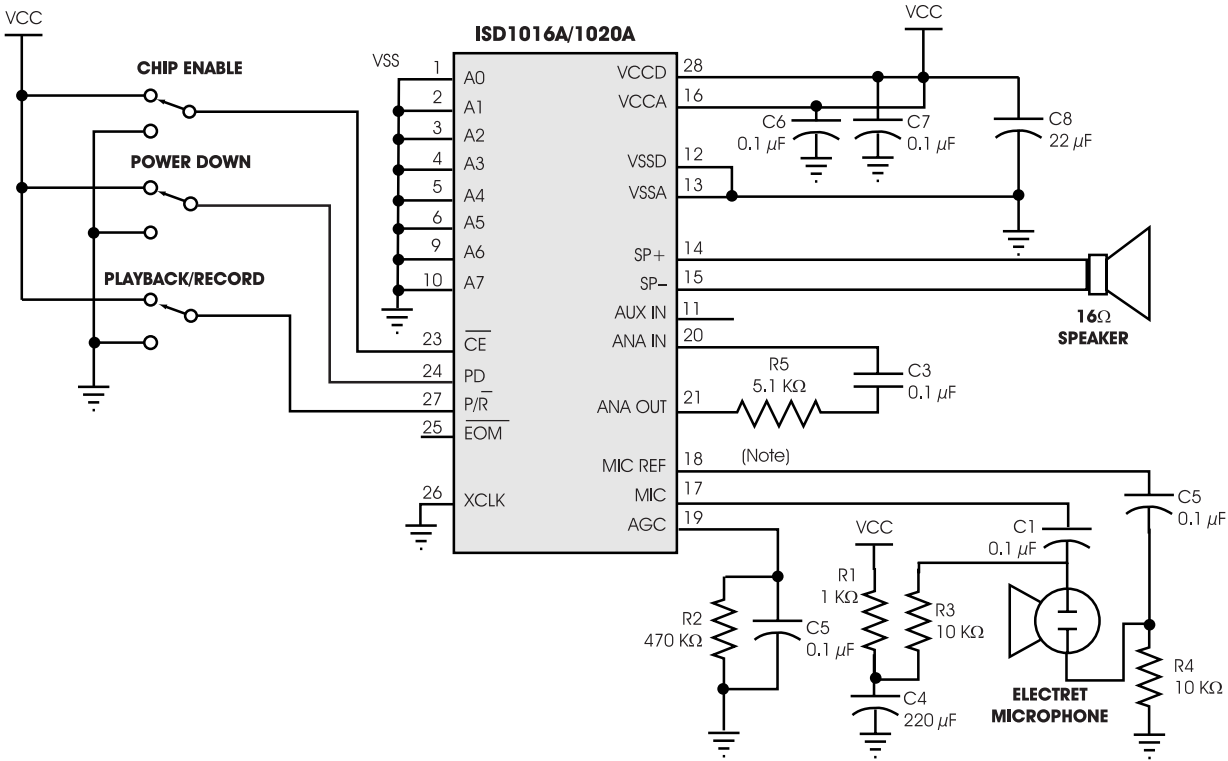 VCC
ISD1016A/1020A
VCC
VSS
CHIP ENABLE
POWER DOWN
PLAYBACK/RECORD
1 A0
2 A1
3 A2
4 A3
5 A4
6 A5
9 A6
10 A7
23 CE
24 PD
27 P/R
25 EOM
26 XCLK
VCCD 28
VCCA 16
VSSD 12
VSSA 13
SP+ 14
SP– 15
AUX IN 11
ANA IN 20
ANA OUT 21
MIC REF 18
MIC 17
AGC 19
C6
0.1 µF
C7
0.1 µF
C8
22 µF
16Ω
SPEAKER
R5
5.1 KΩ
C3
0.1 µF
(Note)
C5
0.1 µF
C1
0.1 µF
VCC
R1
1 KΩ
R3
10 KΩ
R2
470 KΩ
C5
0.1 µF
C4
220 µF
ELECTRET
MICROPHONE
R4
10 KΩ